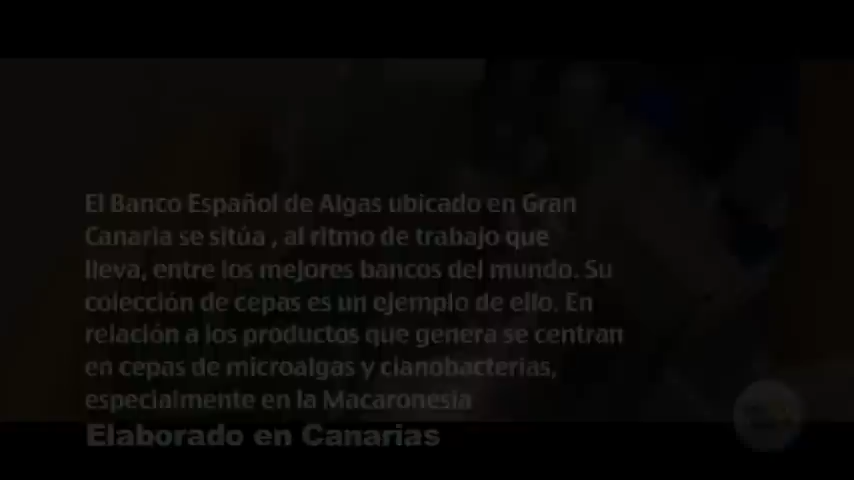 El Banco Español de Algas ubicado en Gran
Canaria se sitúa , al ritmo de trabajo que
lleva, entre los mejores bancos del mundo. Su
colección de cepas es un ejemplo de ello. En
relación a los productos que genera se centran
en cepas de microalgas y cianobacterias,
especialmente en la Macaronesia
Elaborado en Canarias